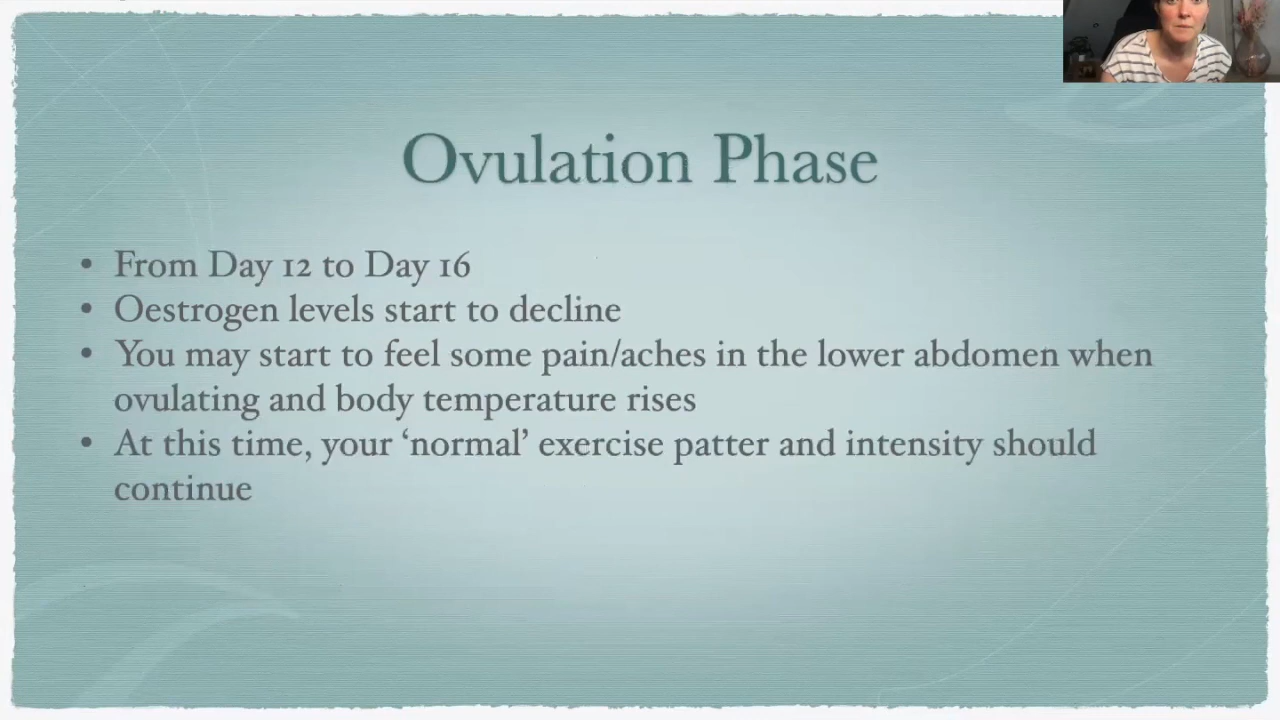 Ovulation Phase
• From Day 12 to Day 16
• Oestrogen levels start to decline
• You may start to feel some pain/aches in the lower abdomen when
ovulating and body temperature rises
• At this time, your ‘normal’ exercise patter and intensity should
continue